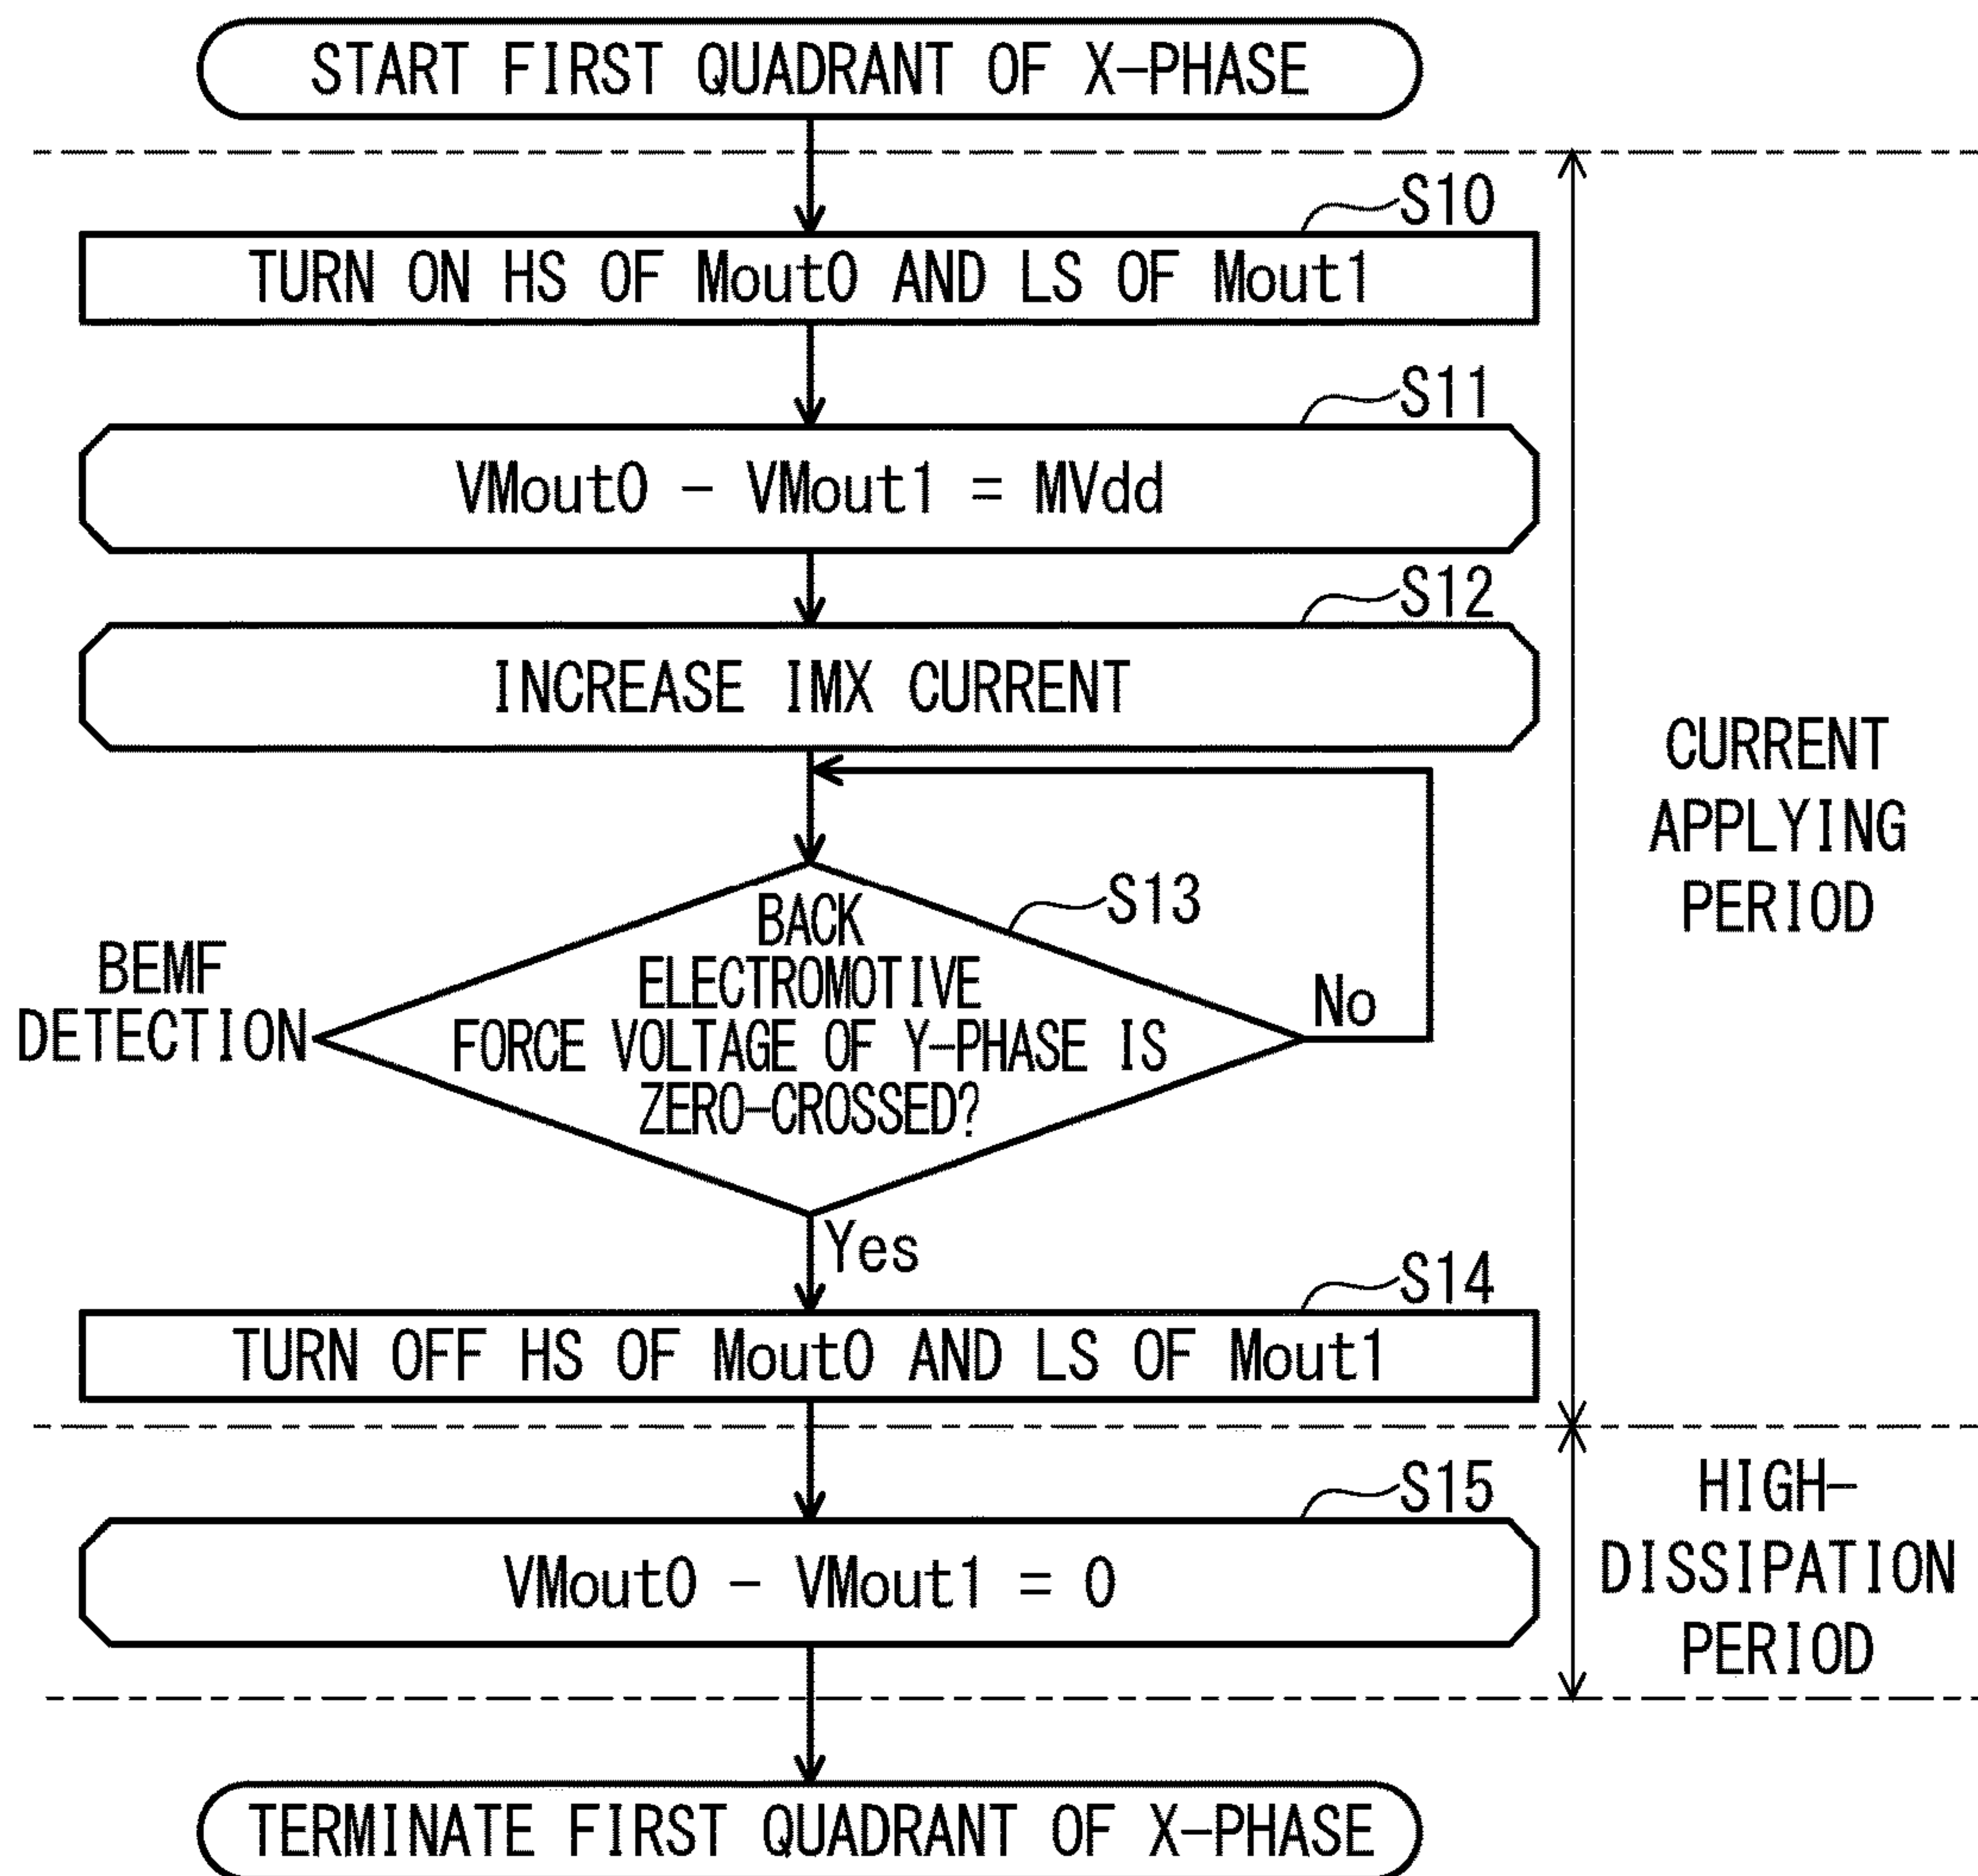 START FIRST QUADRANT OF X-PHASE
S10
TURN ON HS OF Mout0 AND LS OF Mout1
S11
VMout0 - VMout1 = MVdd
S12
INCREASE IMX CURRENT
CURRENT
APPLYING
PERIOD
S13
BACK
ELECTROMOTIVE
FORCE VOLTAGE OF Y-PHASE IS
ZERO-CROSSED?
BEMF
DETECTION
No
Yes
S14
TURN OFF HS OF Mout0 AND LS OF Mout1
S15
VMout0 - VMout1 = 0
HIGH-
DISSIPATION
PERIOD
TERMINATE FIRST QUADRANT OF X-PHASE